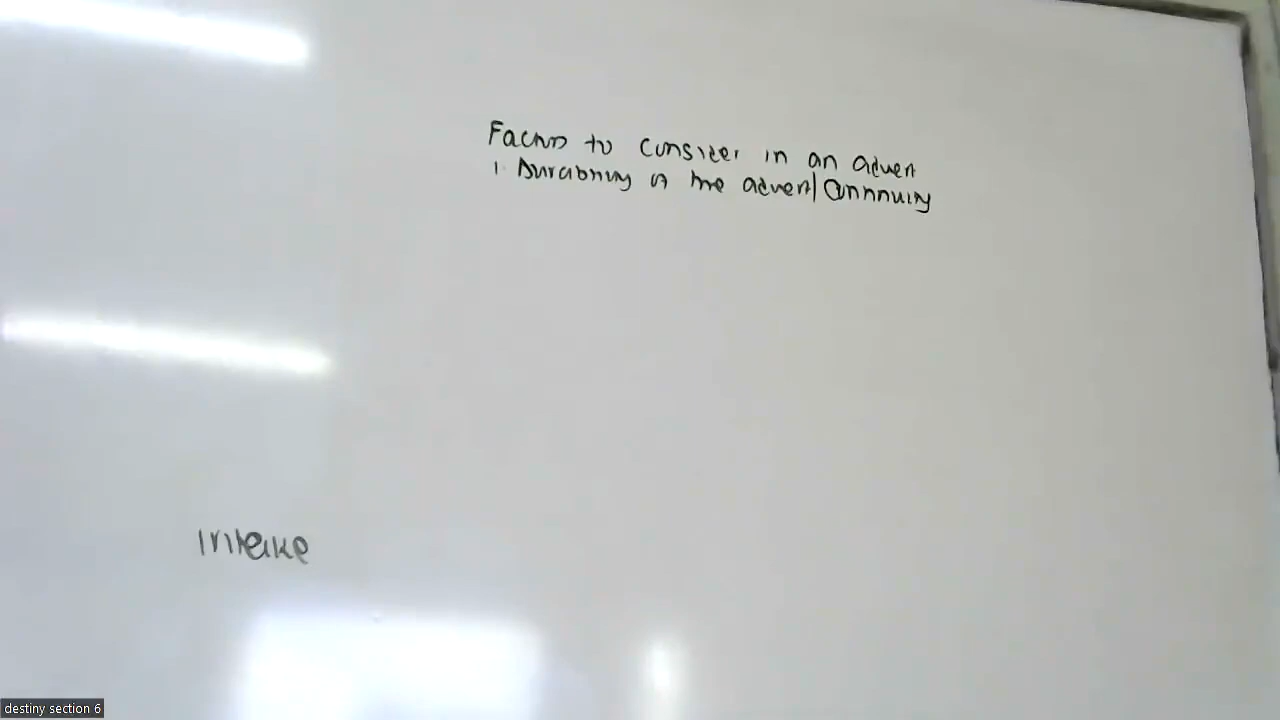 Factors to consider in an advert
1. Durability of the advert/Continuity
intake
destiny section 6